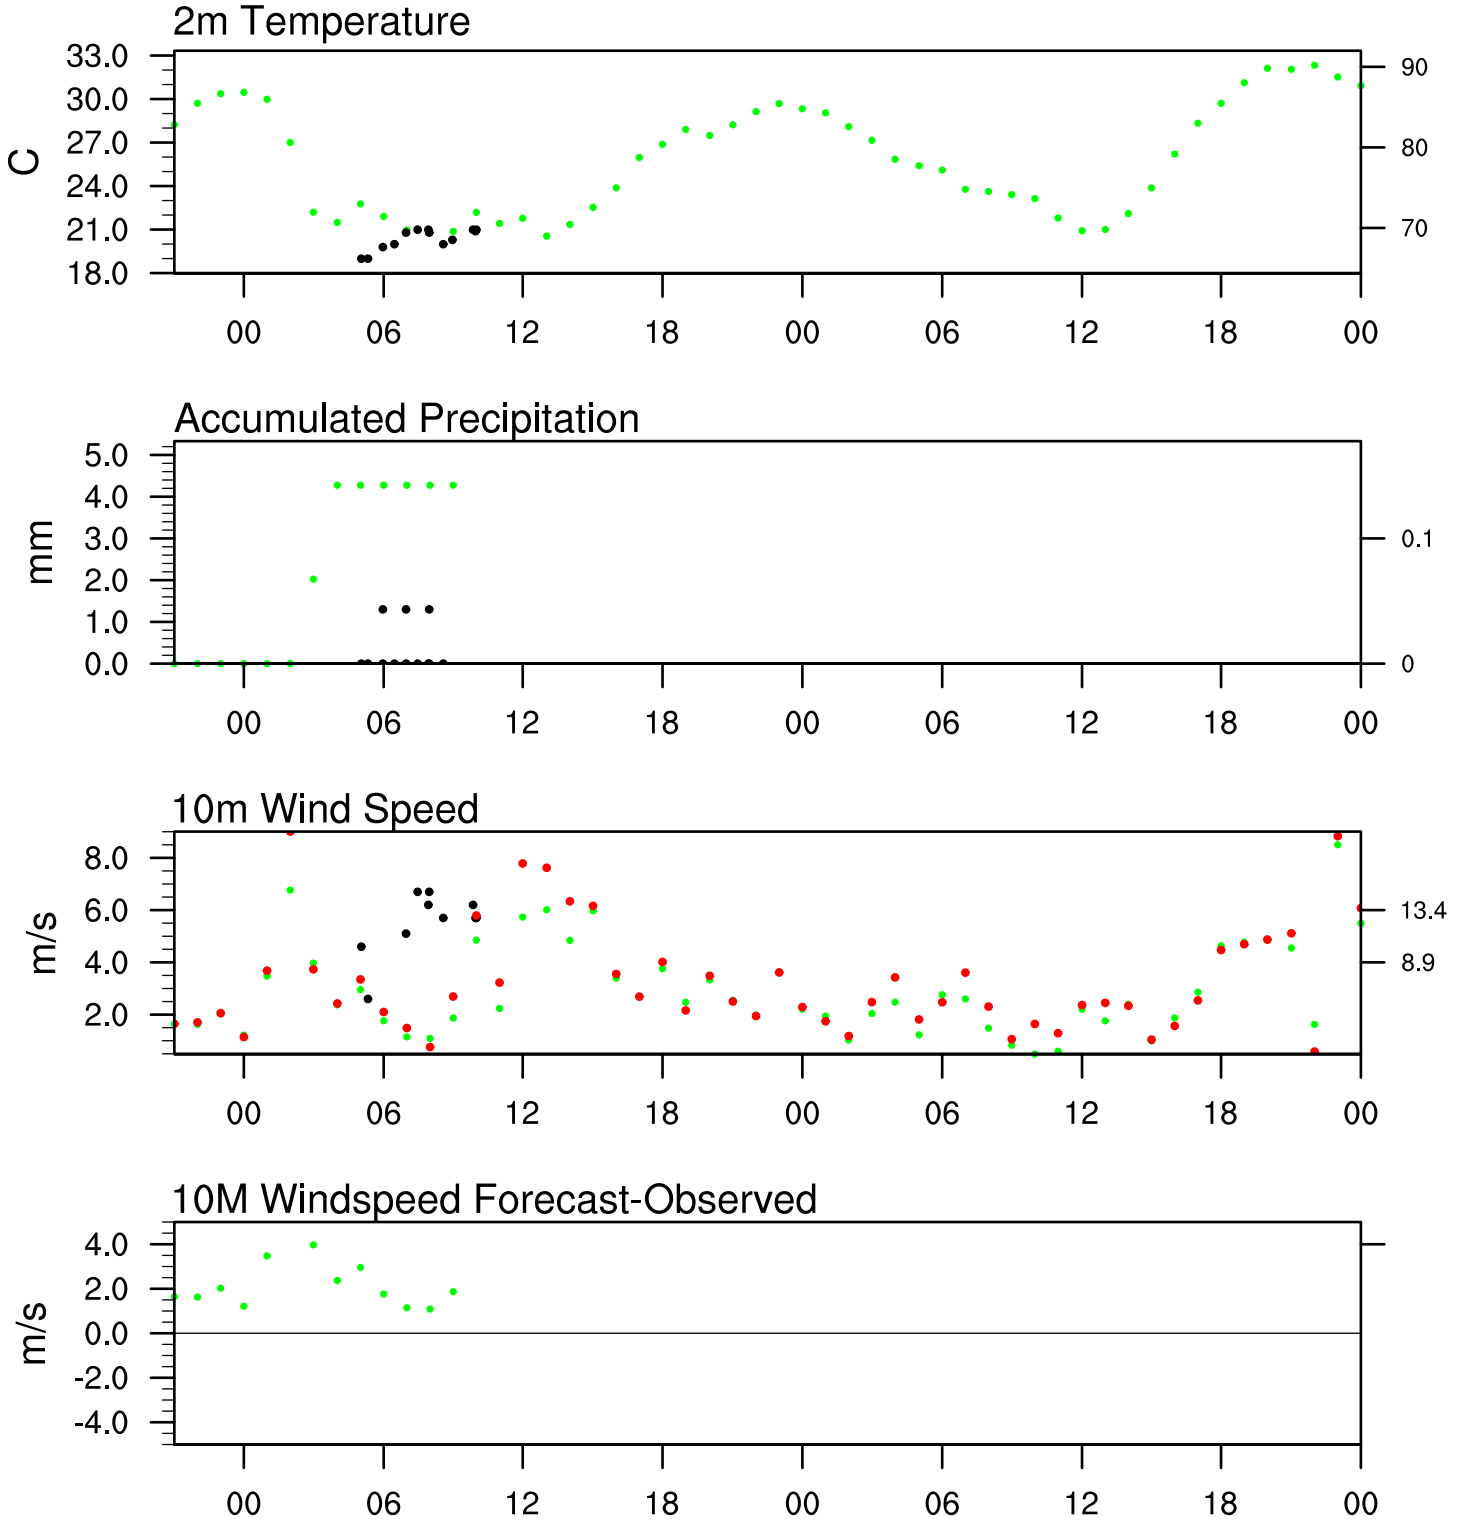 2m Temperature
33.0
30.0
27.0
24.0
21.0
18.0
C
90
80
70
00 06 12 18 00 06 12 18 00
Accumulated Precipitation
5.0
4.0
3.0
2.0
1.0
0.0
mm
0.1
0
00 06 12 18 00 06 12 18 00
10m Wind Speed
8.0
6.0
4.0
2.0
m/s
13.4
8.9
00 06 12 18 00 06 12 18 00
10M Windspeed Forecast-Observed
4.0
2.0
0.0
-2.0
-4.0
m/s
00 06 12 18 00 06 12 18 00